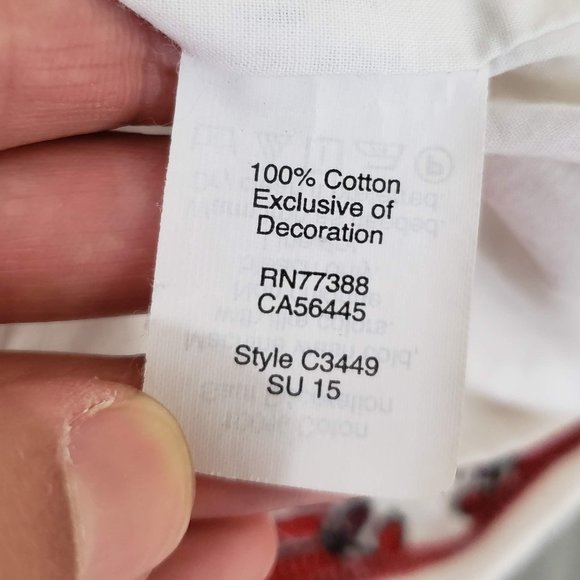 100% Cotton
Exclusive of
Decoration
RN77388
CA56445
Style C3449
SU 15